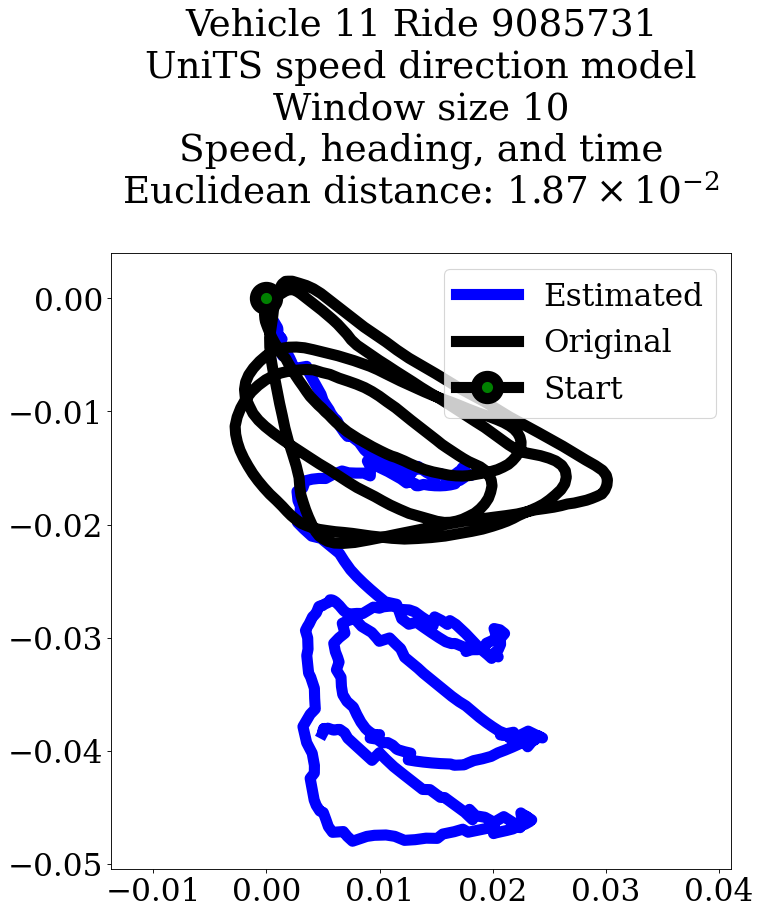 Vehicle 11 Ride 9085731
UniTS speed direction model
Window size 10
Speed, heading, and time
Euclidean distance: 1.87 × 10⁻²
Estimated
Original
Start
0.00
−0.01
−0.02
−0.03
−0.04
−0.05
−0.01 0.00 0.01 0.02 0.03 0.04